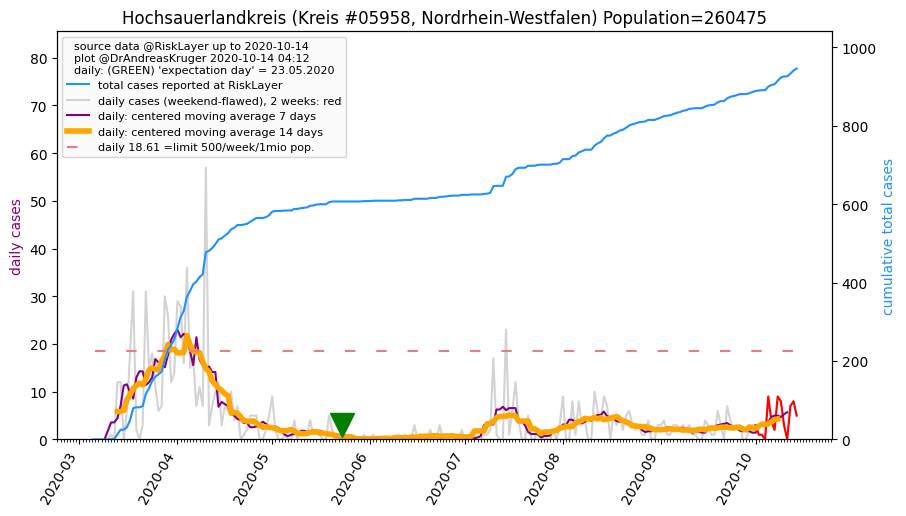 Hochsauerlandkreis (Kreis #05958, Nordrhein-Westfalen) Population=260475
source data @RiskLayer up to 2020-10-14
plot @DrAndreasKruger 2020-10-14 04:12
daily: (GREEN) 'expectation day' = 23.05.2020
total cases reported at RiskLayer
daily cases (weekend-flawed), 2 weeks: red
daily: centered moving average 7 days
daily: centered moving average 14 days
daily 18.61 =limit 500/week/1mio pop.
daily cases
80
70
60
50
40
30
20
10
0
cumulative total cases
1000
800
600
400
200
0
2020-03
2020-04
2020-05
2020-06
2020-07
2020-08
2020-09
2020-10